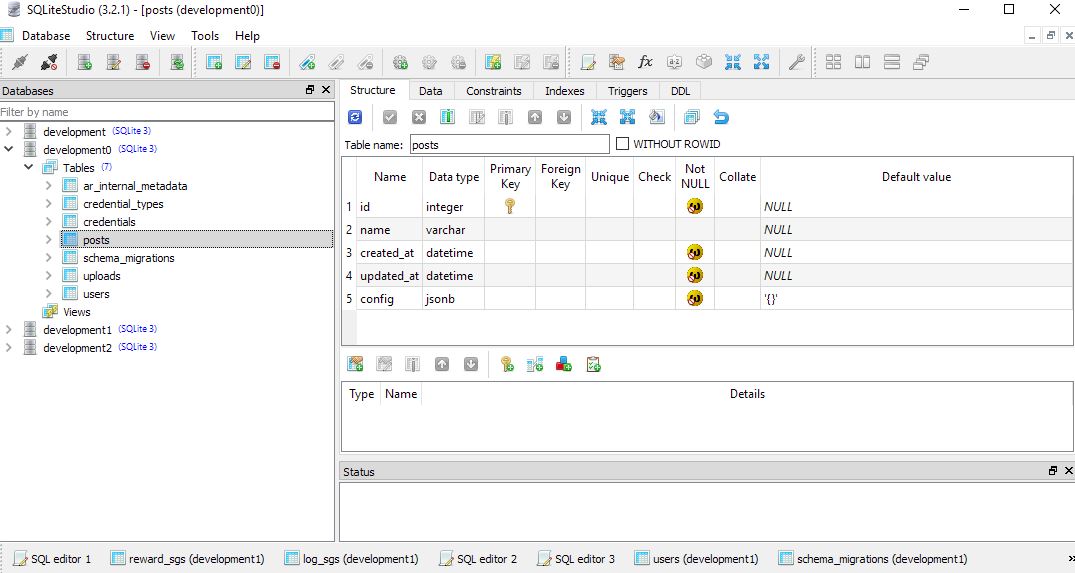 SQLiteStudio (3.2.1) - [posts (development0)]
Database Structure View Tools Help
Databases
Filter by name
development (SQLite 3)
development0 (SQLite 3)
Tables (7)
ar_internal_metadata
credential_types
credentials
posts
schema_migrations
uploads
users
Views
development1 (SQLite 3)
development2 (SQLite 3)
Structure Data Constraints Indexes Triggers DDL
Table name: posts WITHOUT ROWID
Name Data type Primary Key Foreign Key Unique Check Not NULL Collate Default value
1 id integer NULL
2 name varchar NULL
3 created_at datetime NULL
4 updated_at datetime NULL
5 config jsonb '{}'
Type Name Details
Status
SQL editor 1 reward_sgs (development1) log_sgs (development1) SQL editor 2 SQL editor 3 users (development1) schema_migrations (development1)